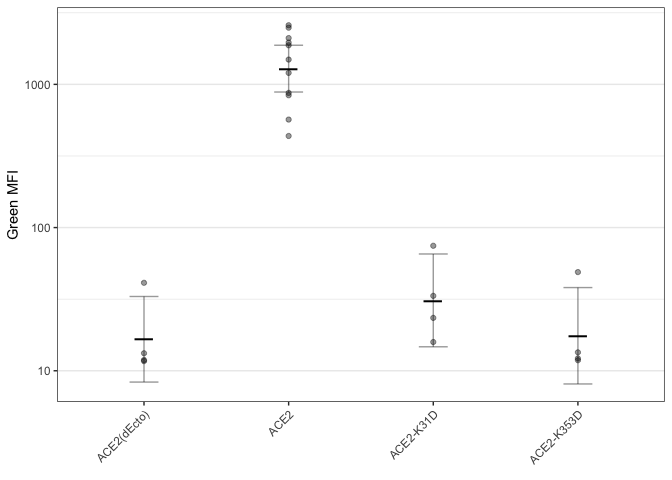 Green MFI
1000
100
10
ACE2(dEcto)
ACE2
ACE2-K31D
ACE2-K353D